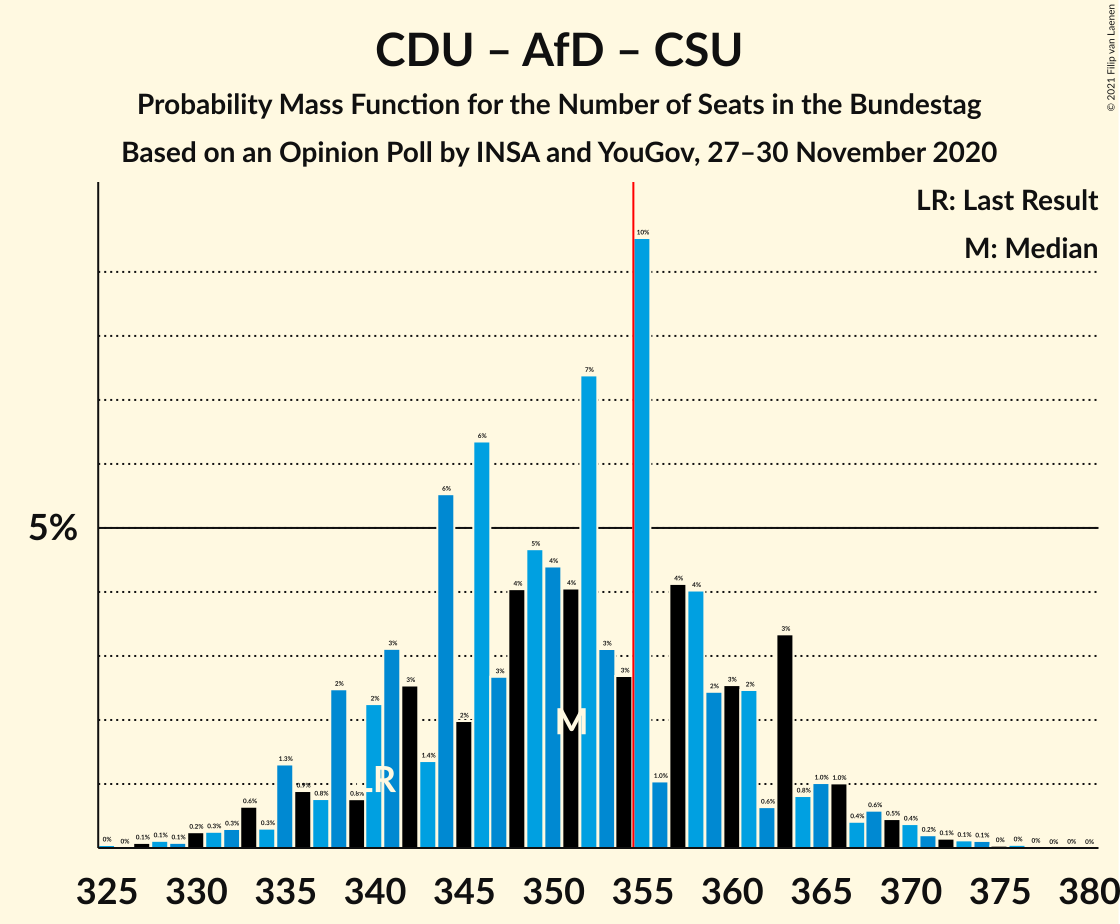 CDU – AfD – CSU
Probability Mass Function for the Number of Seats in the Bundestag
Based on an Opinion Poll by INSA and YouGov, 27–30 November 2020
© 2021 Filip van Laenen
LR: Last Result
M: Median
5%
0% 0% 0.1% 0.1% 0.1% 0.2% 0.3% 0.3% 0.6% 0.3% 1.3% 0.9% 0.8% 2% 0.8% 2% 3% 3% 1.4% 6% 2% 6% 3% 4% 5% 4% 4% 7% 3% 3% 10% 1.0% 4% 4% 2% 3% 2% 0.6% 3% 0.8% 1.0% 1.0% 0.4% 0.6% 0.5% 0.4% 0.2% 0.1% 0.1% 0.1% 0% 0% 0% 0% 0% 0%
LR
M
325 330 335 340 345 350 355 360 365 370 375 380